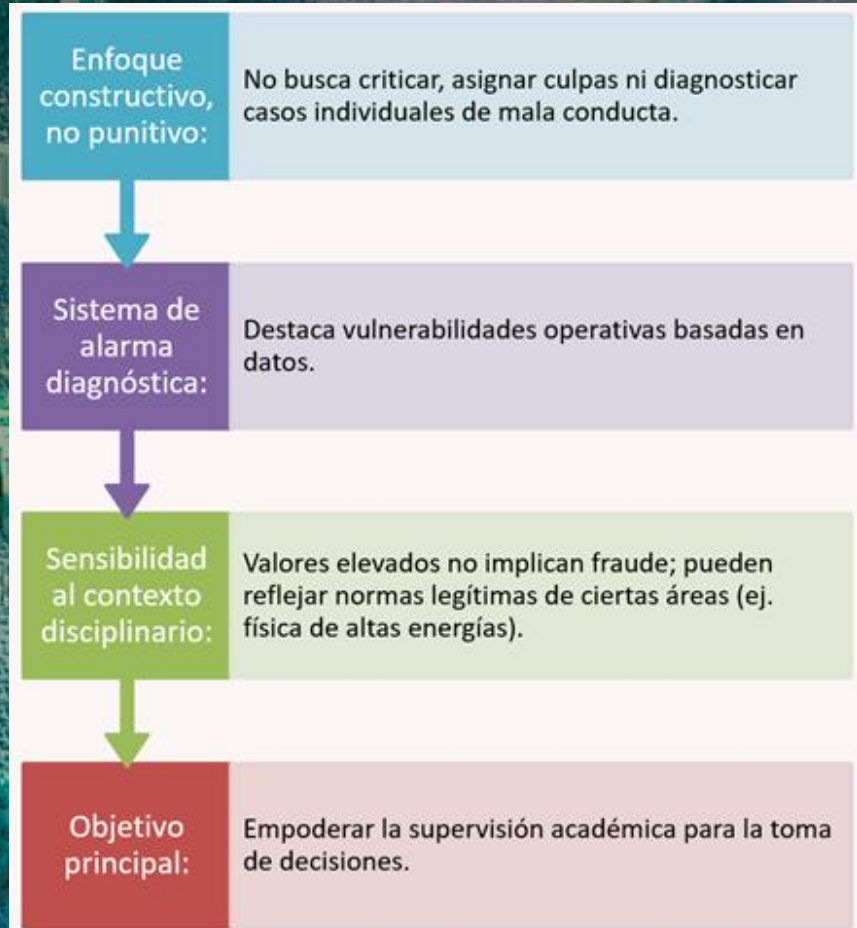 Enfoque
constructivo,
no punitivo:
No busca criticar, asignar culpas ni diagnosticar
casos individuales de mala conducta.
Sistema de
alarma
diagnóstica:
Destaca vulnerabilidades operativas basadas en
datos.
Sensibilidad
al contexto
disciplinario:
Valores elevados no implican fraude; pueden
reflejar normas legítimas de ciertas áreas (ej.
física de altas energías).
Objetivo
principal:
Empoderar la supervisión académica para la toma
de decisiones.